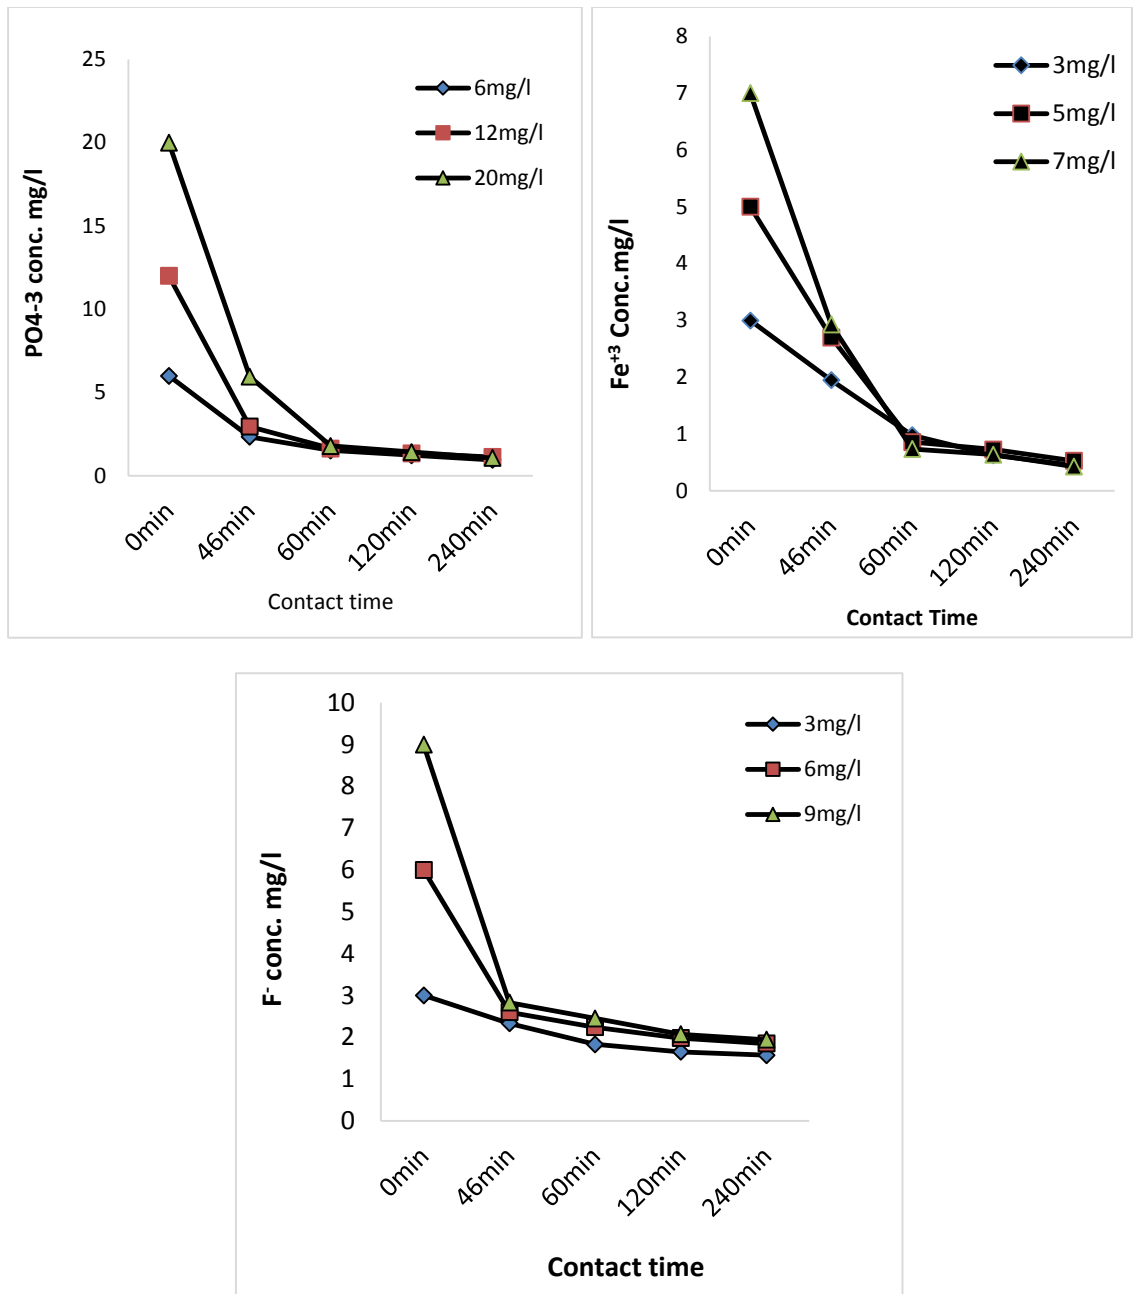 25
20
15
10
5
0
PO4-3 conc. mg/l
6mg/l
12mg/l
20mg/l
0min
46min
60min
120min
240min
Contact time
8
7
6
5
4
3
2
1
0
Fe⁺³ Conc.mg/l
3mg/l
5mg/l
7mg/l
0min
46min
60min
120min
240min
Contact Time
10
9
8
7
6
5
4
3
2
1
0
F⁻ conc. mg/l
3mg/l
6mg/l
9mg/l
0min
46min
60min
120min
240min
Contact time